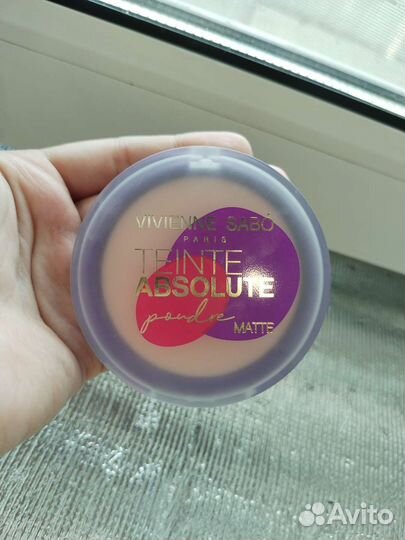 VIVIENNE SABÓ
PARIS
TEINTE
ABSOLUTE
poudre
MATTE
Avito